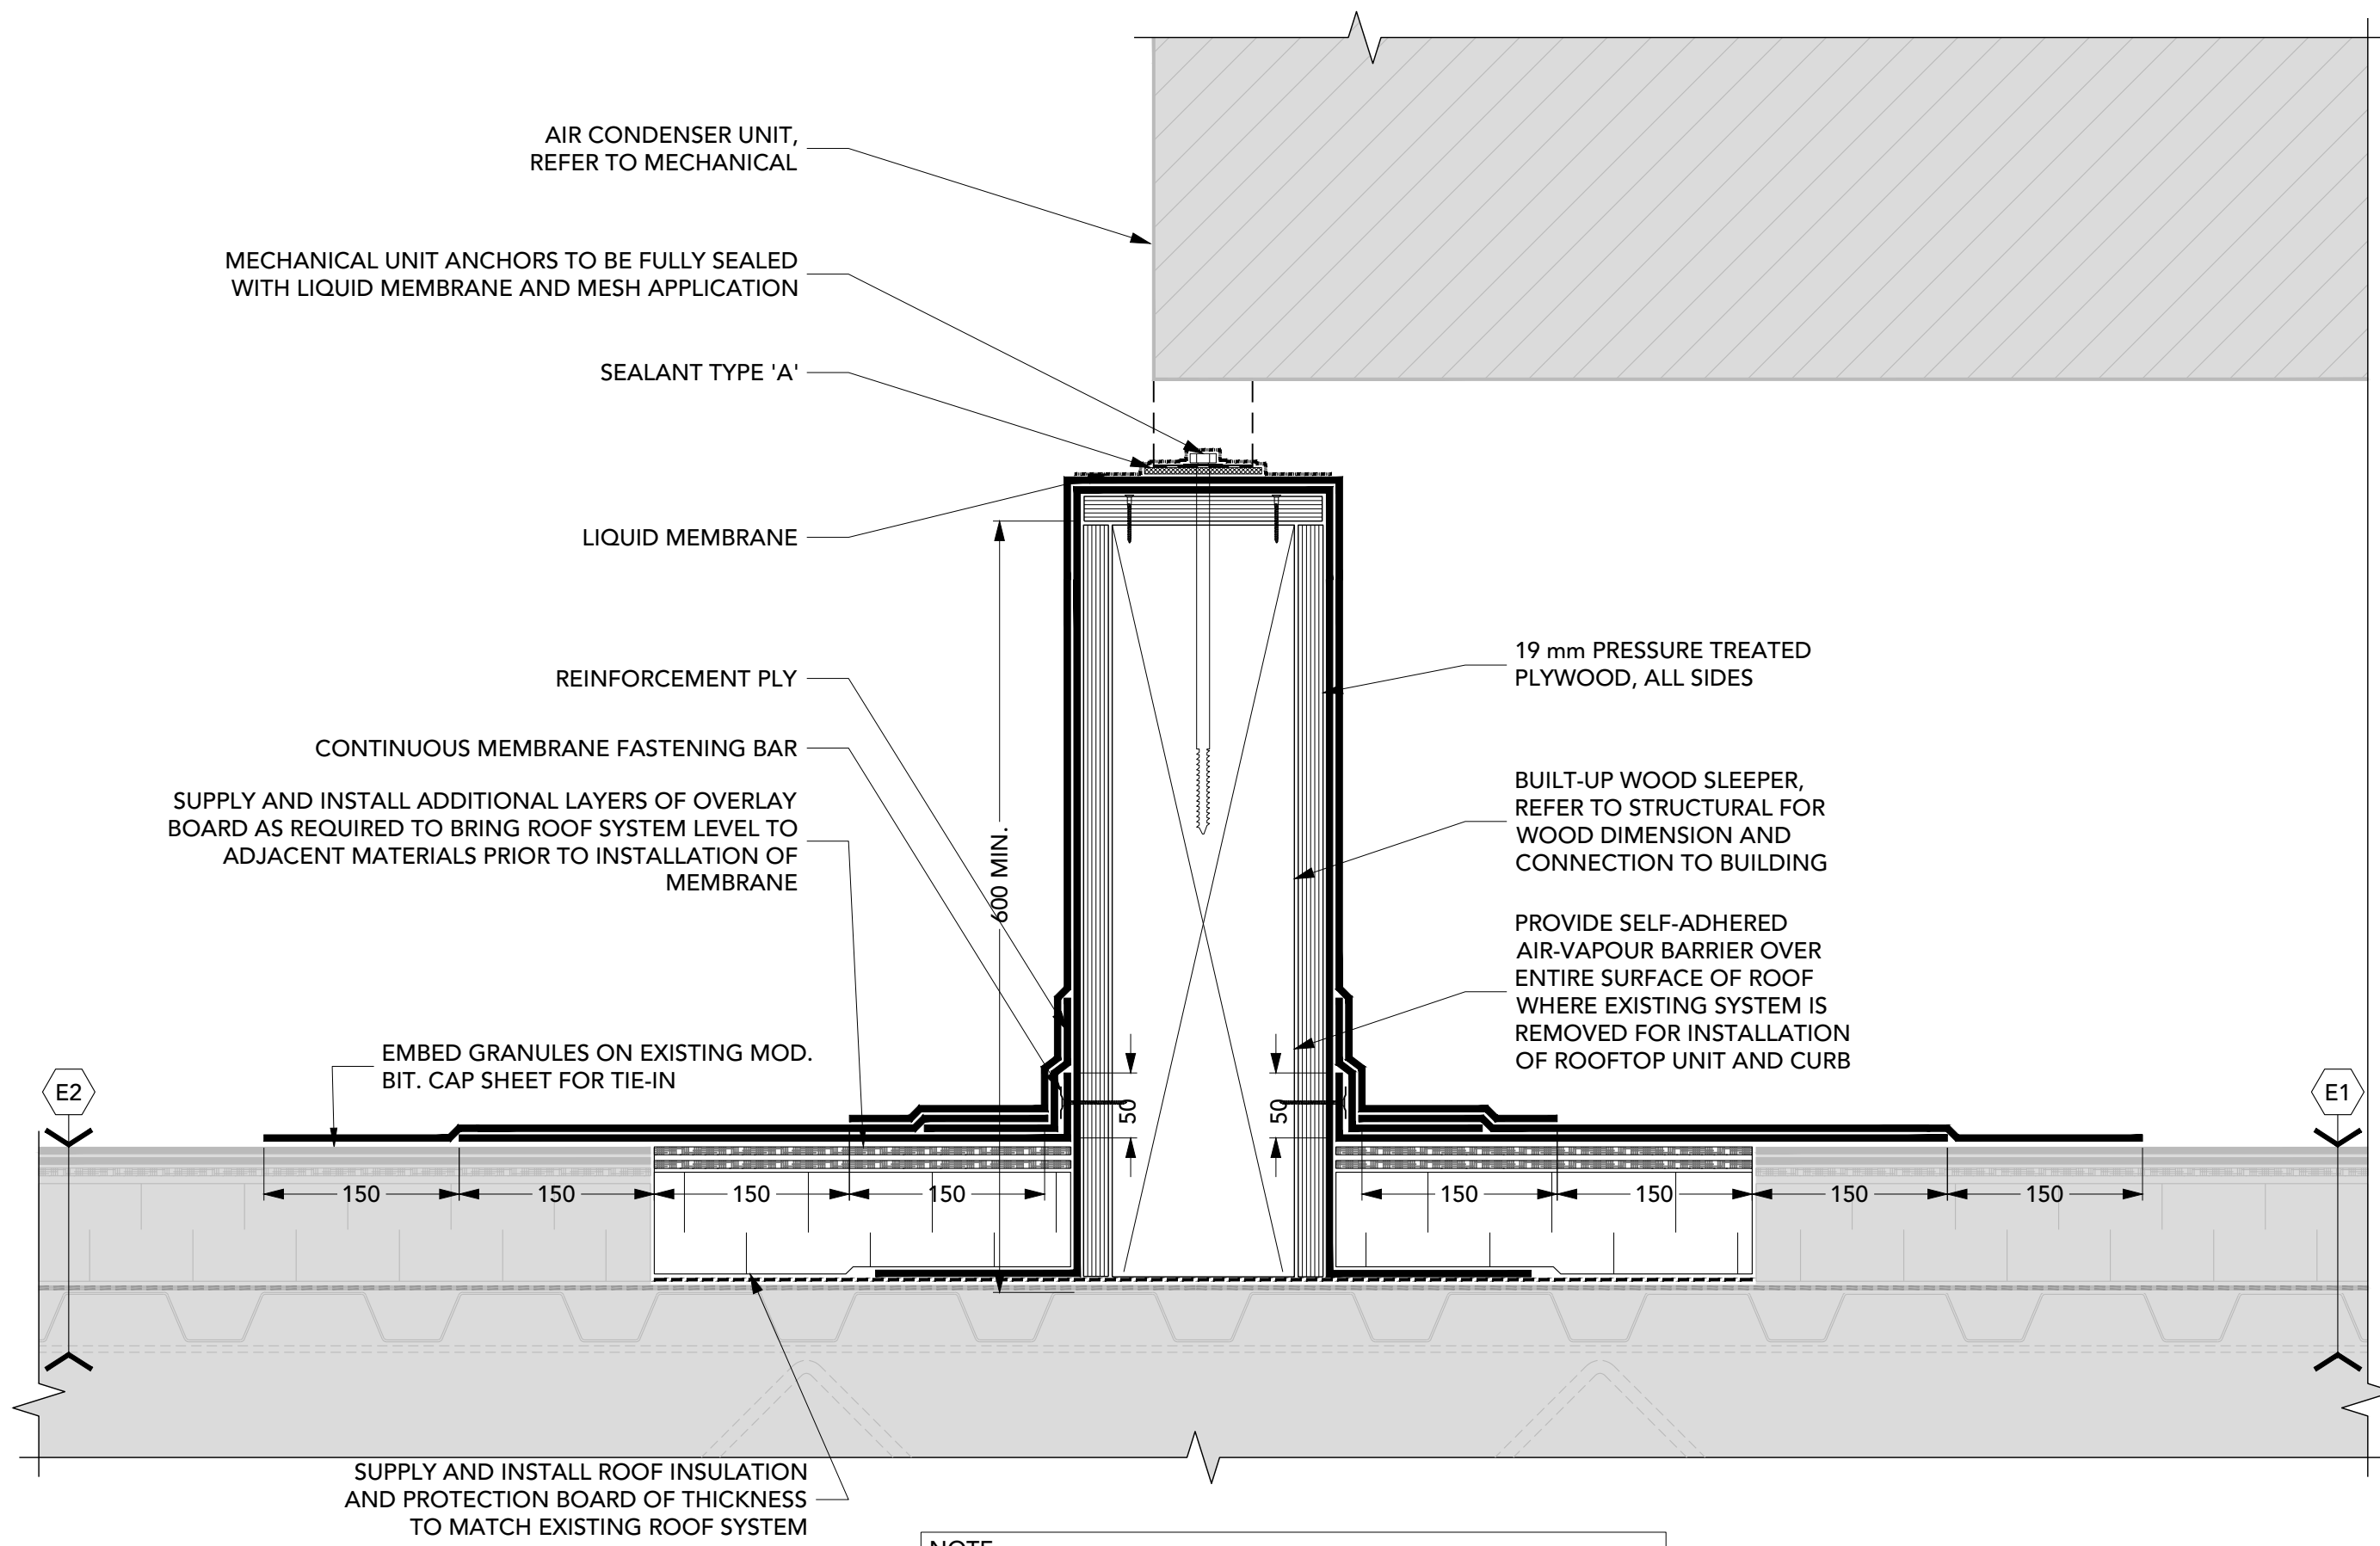 AIR CONDENSER UNIT,
REFER TO MECHANICAL
MECHANICAL UNIT ANCHORS TO BE FULLY SEALED
WITH LIQUID MEMBRANE AND MESH APPLICATION
SEALANT TYPE 'A'
LIQUID MEMBRANE
REINFORCEMENT PLY
CONTINUOUS MEMBRANE FASTENING BAR
SUPPLY AND INSTALL ADDITIONAL LAYERS OF OVERLAY
BOARD AS REQUIRED TO BRING ROOF SYSTEM LEVEL TO
ADJACENT MATERIALS PRIOR TO INSTALLATION OF
MEMBRANE
600 MIN.
19 mm PRESSURE TREATED
PLYWOOD, ALL SIDES
BUILT-UP WOOD SLEEPER,
REFER TO STRUCTURAL FOR
WOOD DIMENSION AND
CONNECTION TO BUILDING
PROVIDE SELF-ADHERED
AIR-VAPOUR BARRIER OVER
ENTIRE SURFACE OF ROOF
WHERE EXISTING SYSTEM IS
REMOVED FOR INSTALLATION
OF ROOFTOP UNIT AND CURB
EMBED GRANULES ON EXISTING MOD.
BIT. CAP SHEET FOR TIE-IN
E2
E1
50
50
150
150
150
150
150
150
150
150
SUPPLY AND INSTALL ROOF INSULATION
AND PROTECTION BOARD OF THICKNESS
TO MATCH EXISTING ROOF SYSTEM
NOTE